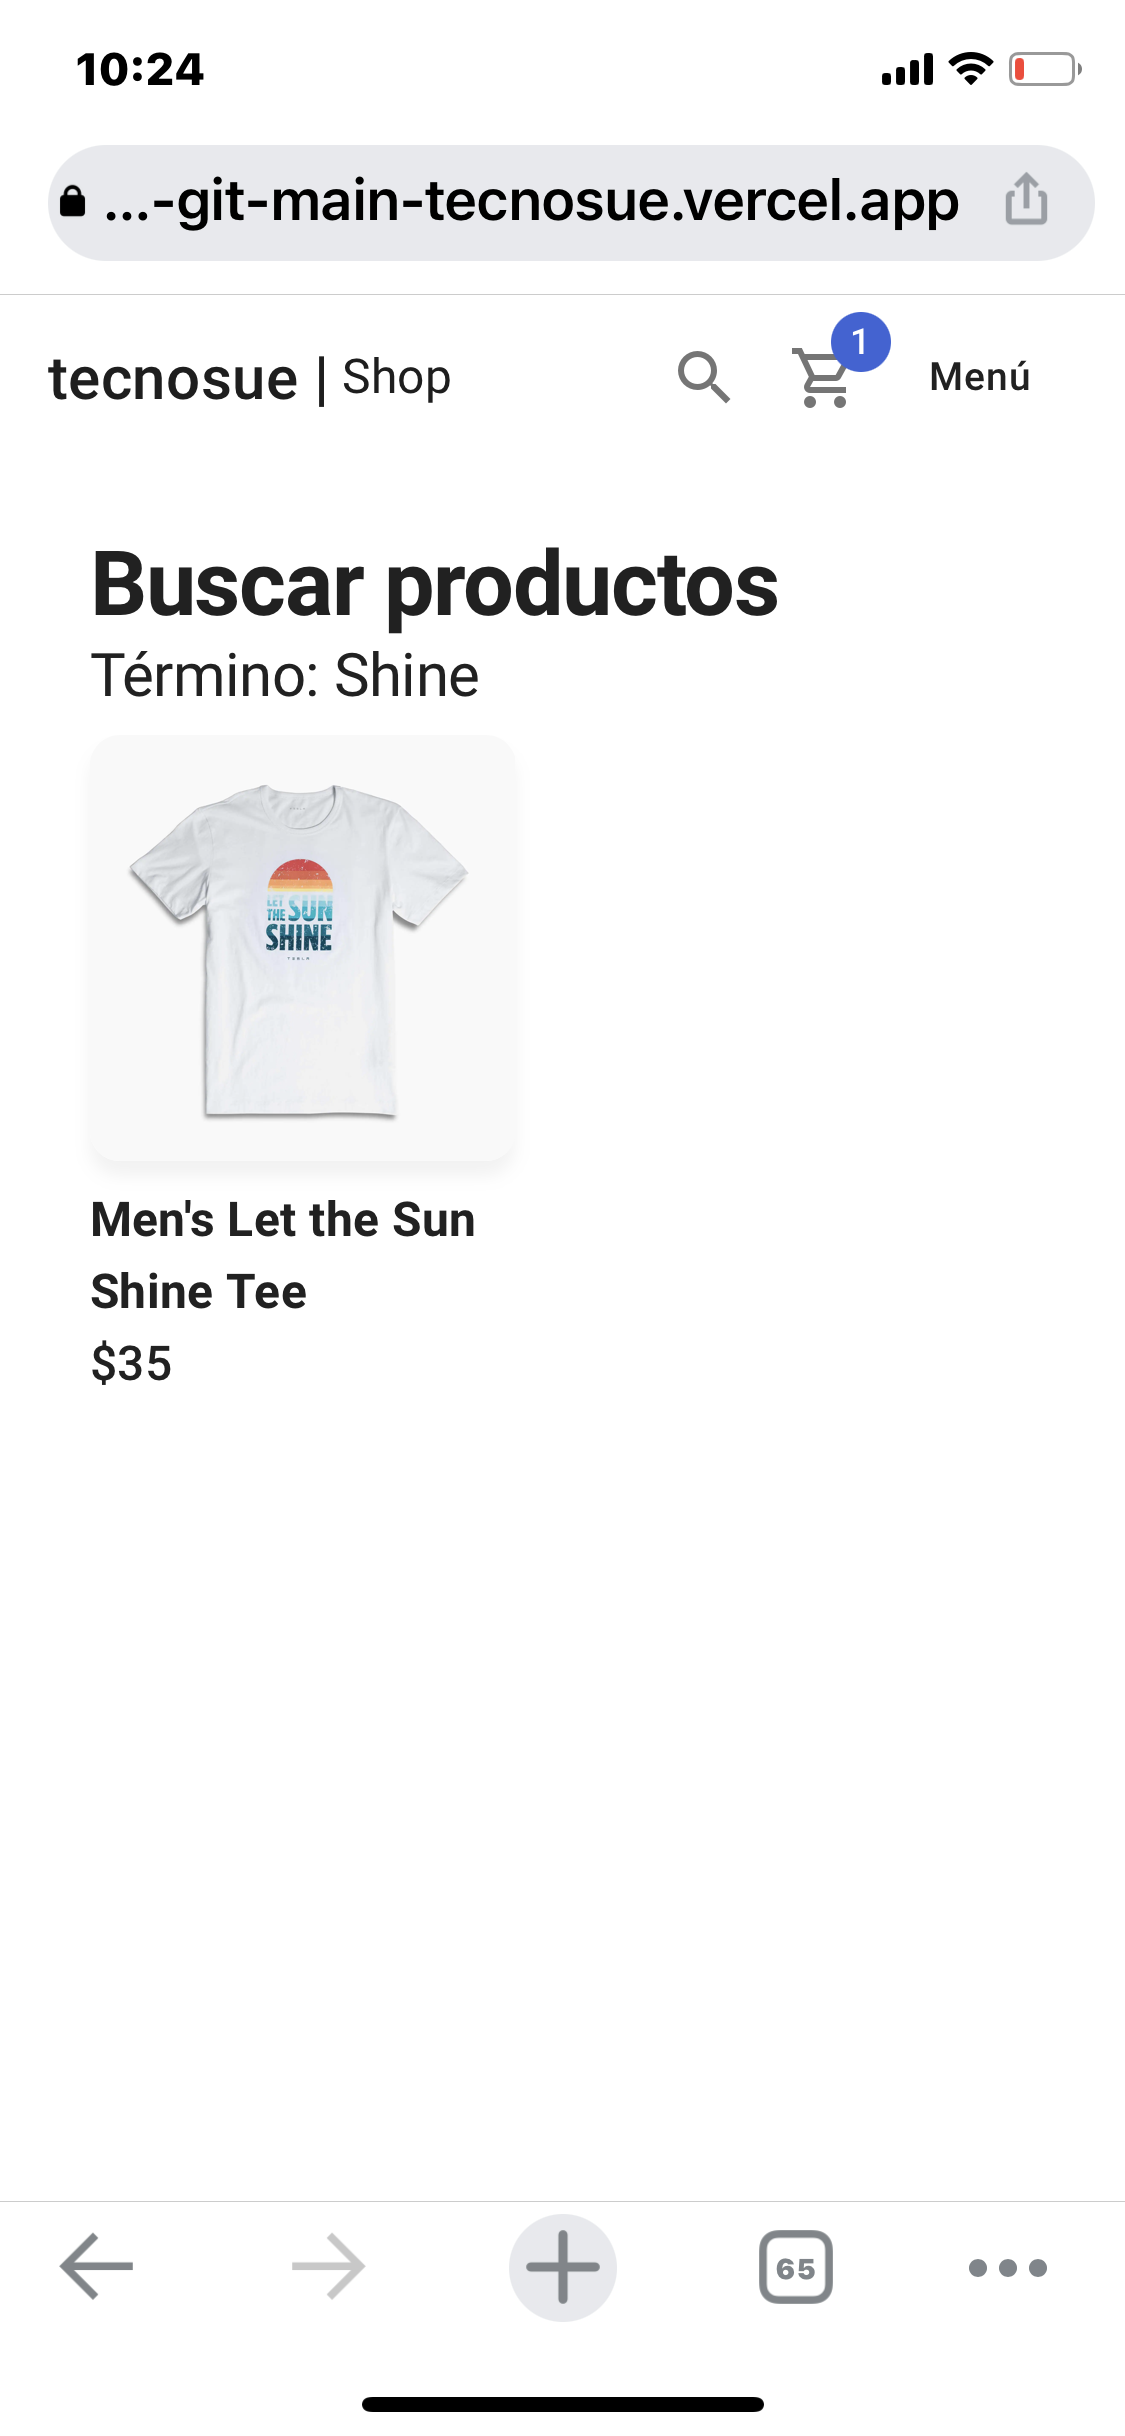 10:24
...-git-main-tecnosue.vercel.app
tecnosue | Shop
1
Menú
Buscar productos
Término: Shine
LET
THE SUN
SHINE
TESLA
Men's Let the Sun
Shine Tee
$35
65